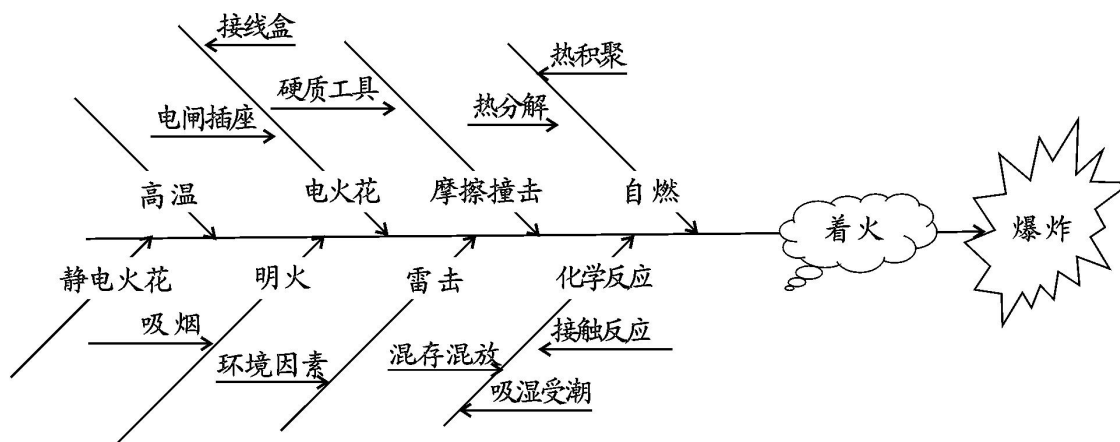 接线盒
热积聚
硬质工具
热分解
电闸插座
高温
电火花
摩擦撞击
自燃
着火
爆炸
静电火花
明火
雷击
化学反应
吸烟
接触反应
环境因素
混存混放
吸湿受潮